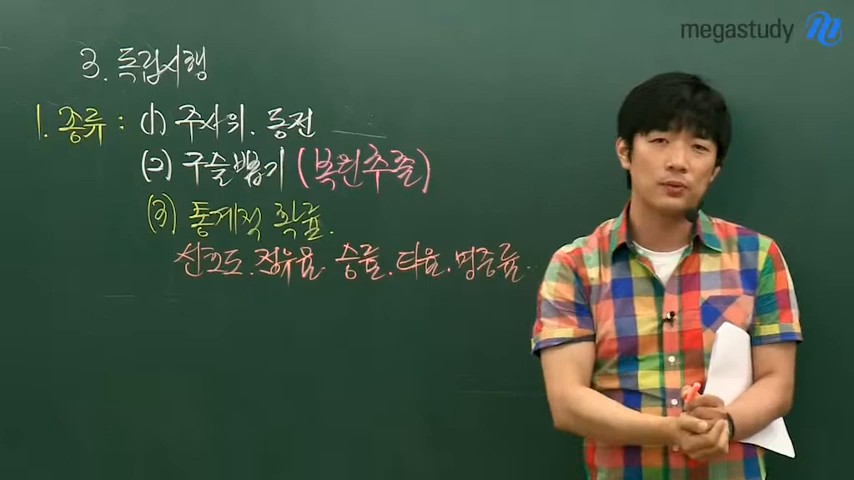 megastudy
3. 독립시행
1. 종류 : (1) 주사위. 동전
(2) 구슬뽑기 (복원추출)
(3) 통계적 확률.
선호도. 점유율. 승률. 타율. 명중률.